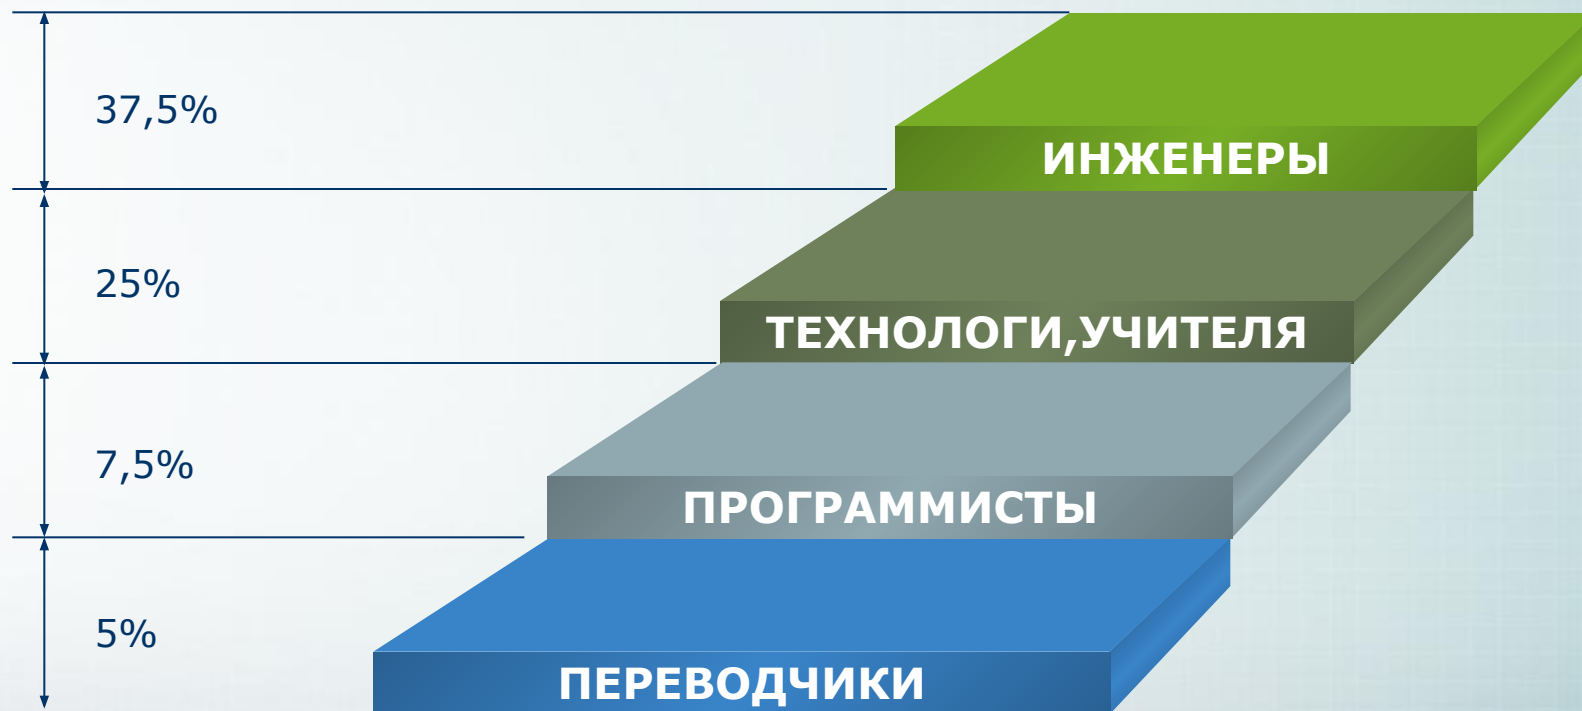 37,5%
ИНЖЕНЕРЫ
25%
ТЕХНОЛОГИ,УЧИТЕЛЯ
7,5%
ПРОГРАММИСТЫ
5%
ПЕРЕВОДЧИКИ